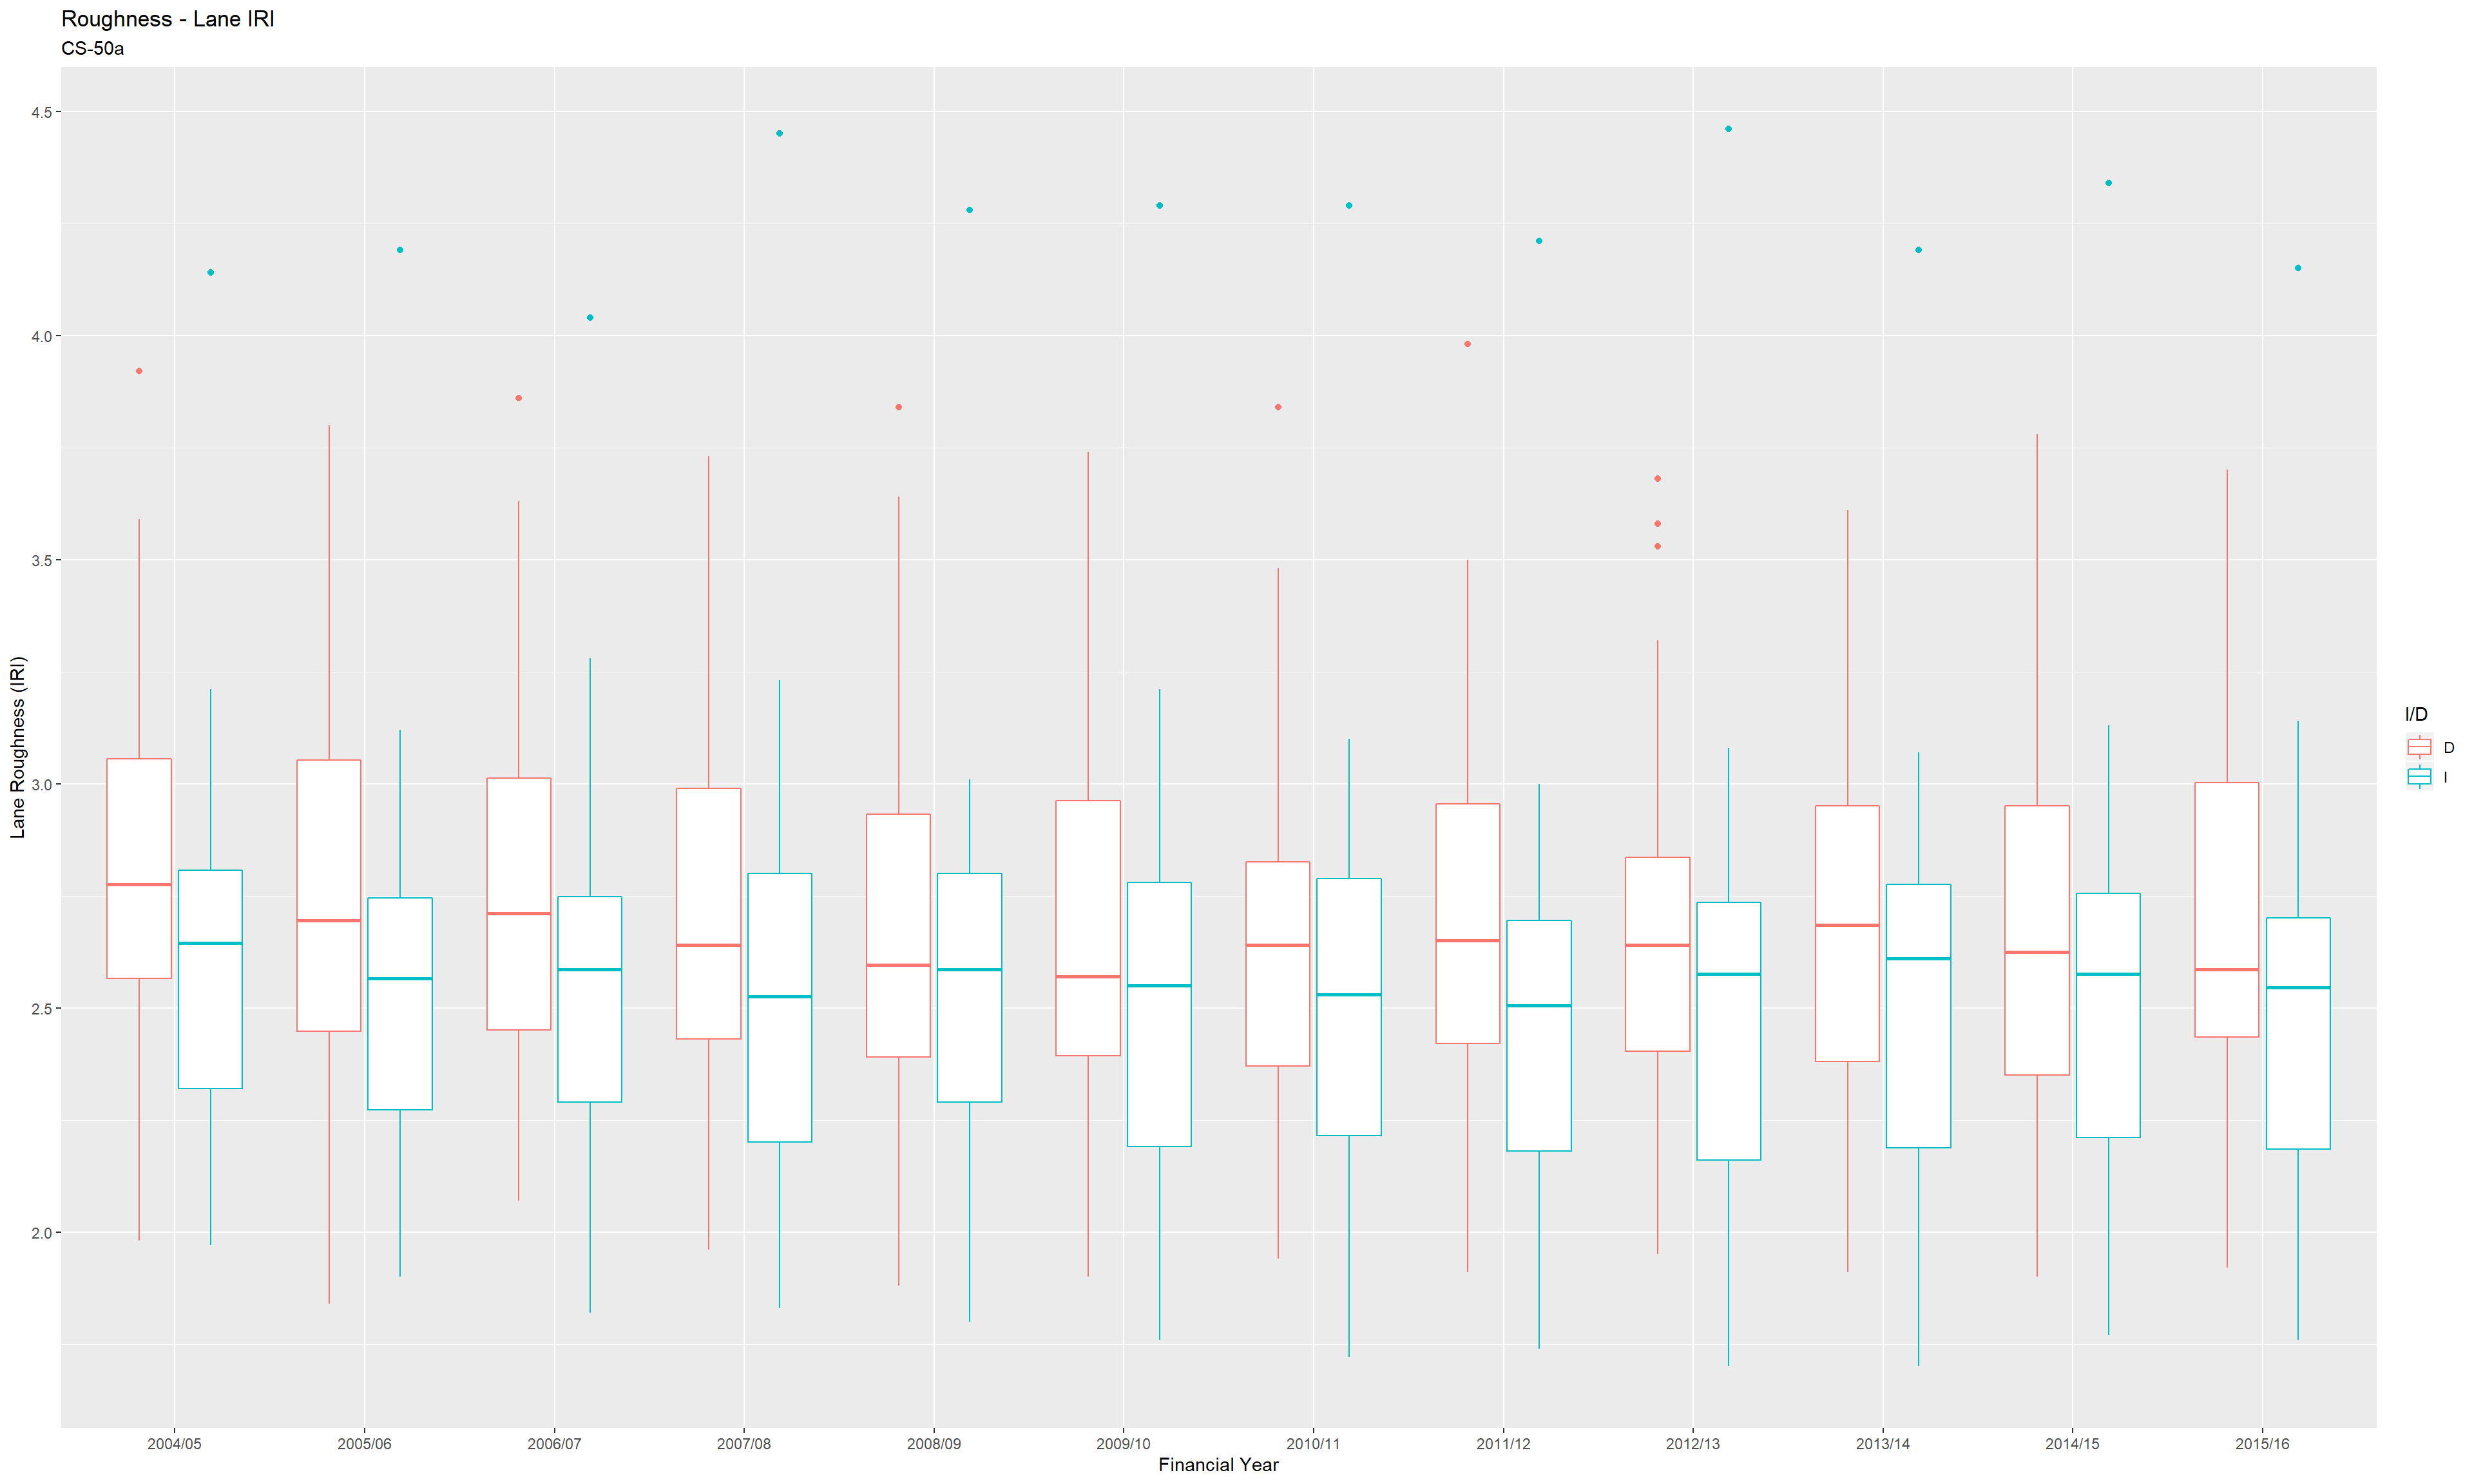 Roughness - Lane IRI
CS-50a
4.5
4.0
3.5
3.0
2.5
2.0
Lane Roughness (IRI)
2004/05 2005/06 2006/07 2007/08 2008/09 2009/10 2010/11 2011/12 2012/13 2013/14 2014/15 2015/16
Financial Year
I/D
D
I